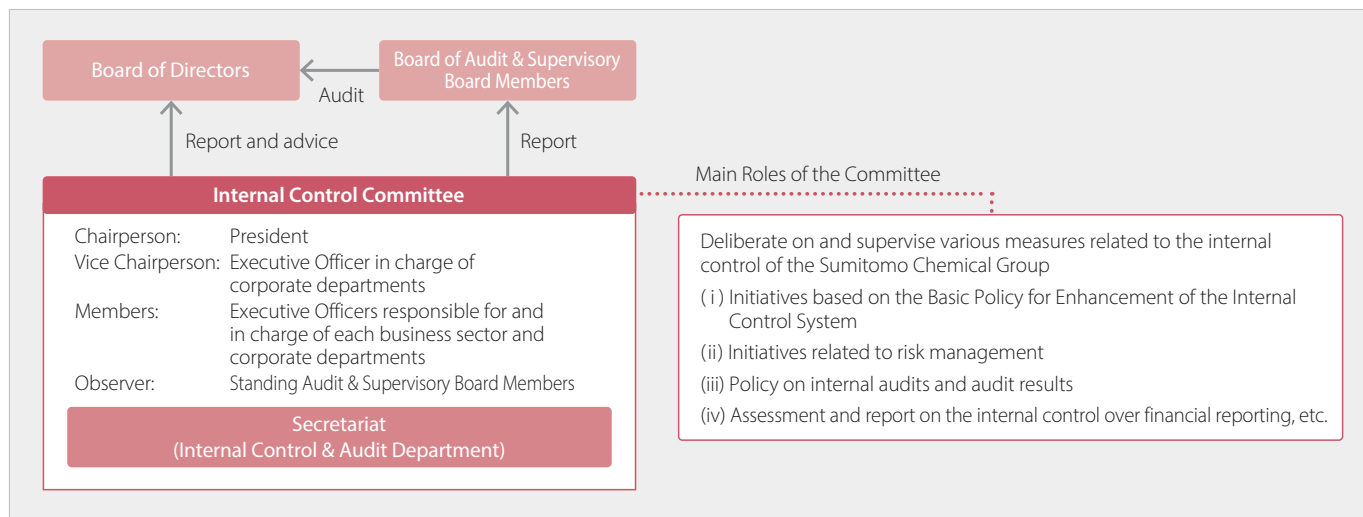 Board of Directors
Board of Audit & Supervisory
Board Members
Audit
Report and advice
Report
Internal Control Committee
Chairperson: President
Vice Chairperson: Executive Officer in charge of
corporate departments
Members: Executive Officers responsible for and
in charge of each business sector and
corporate departments
Observer: Standing Audit & Supervisory Board Members
Secretariat
(Internal Control & Audit Department)
Main Roles of the Committee
Deliberate on and supervise various measures related to the internal
control of the Sumitomo Chemical Group
(i) Initiatives based on the Basic Policy for Enhancement of the Internal
Control System
(ii) Initiatives related to risk management
(iii) Policy on internal audits and audit results
(iv) Assessment and report on the internal control over financial reporting, etc.